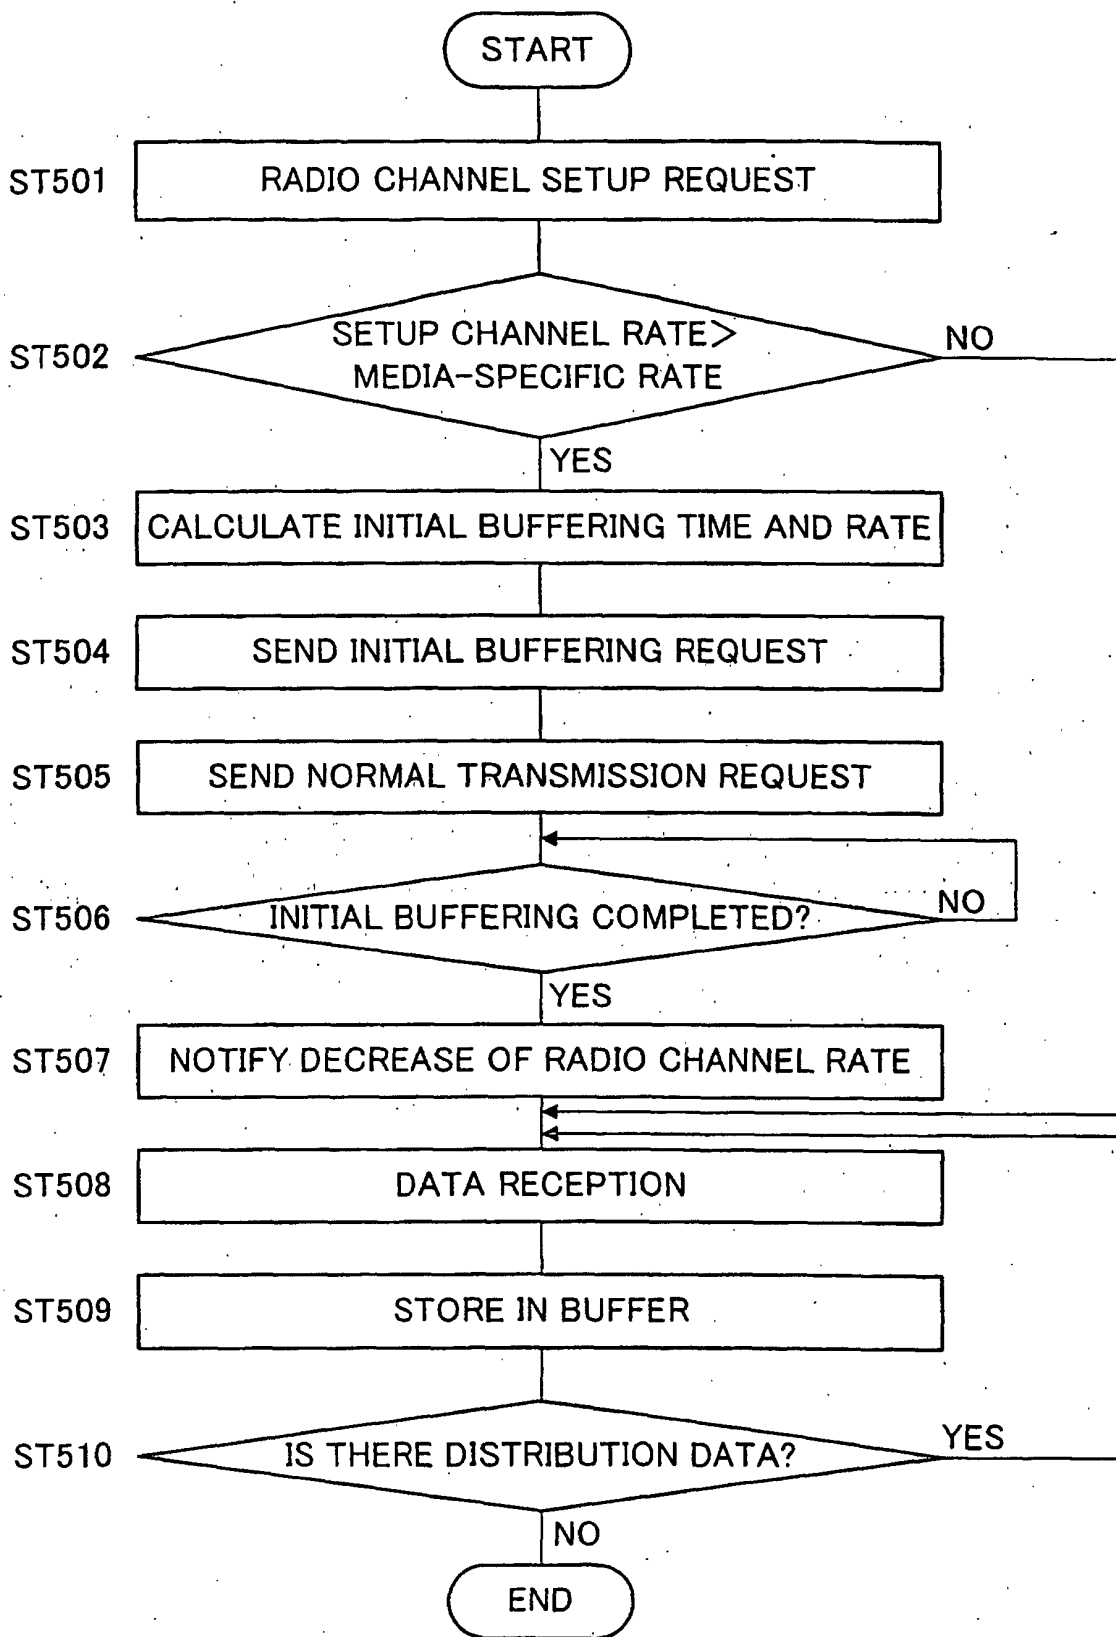 START
ST501 RADIO CHANNEL SETUP REQUEST
ST502 SETUP CHANNEL RATE>
MEDIA-SPECIFIC RATE
NO
YES
ST503 CALCULATE INITIAL BUFFERING TIME AND RATE
ST504 SEND INITIAL BUFFERING REQUEST
ST505 SEND NORMAL TRANSMISSION REQUEST
ST506 INITIAL BUFFERING COMPLETED?
NO
YES
ST507 NOTIFY DECREASE OF RADIO CHANNEL RATE
ST508 DATA RECEPTION
ST509 STORE IN BUFFER
ST510 IS THERE DISTRIBUTION DATA?
YES
NO
END